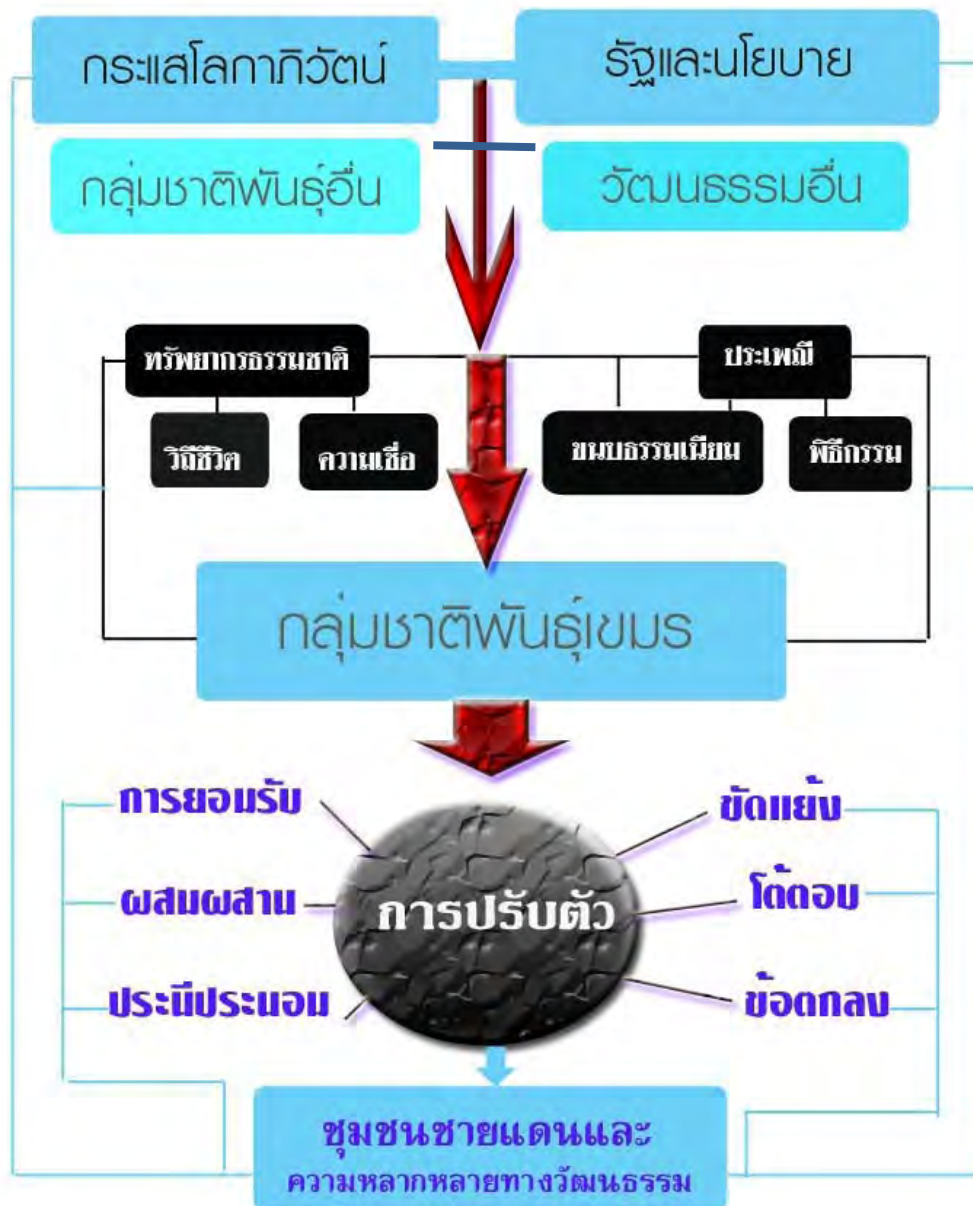 กระแสโลกาภิวัตน์
รัฐและนโยบาย
กลุ่มชาติพันธุ์อื่น
วัฒนธรรมอื่น
ทรัพยากรธรรมชาติ
ประเพณี
วิถีชีวิต
ความเชื่อ
ขนบธรรมเนียม
พิธีกรรม
กลุ่มชาติพันธุ์เขมร
การยอมรับ
ขัดแย้ง
ผสมผสาน
การปรับตัว
โต้ตอบ
ประนีประนอม
ข้อตกลง
ชุมชนชายแดนและ
ความหลากหลายทางวัฒนธรรม